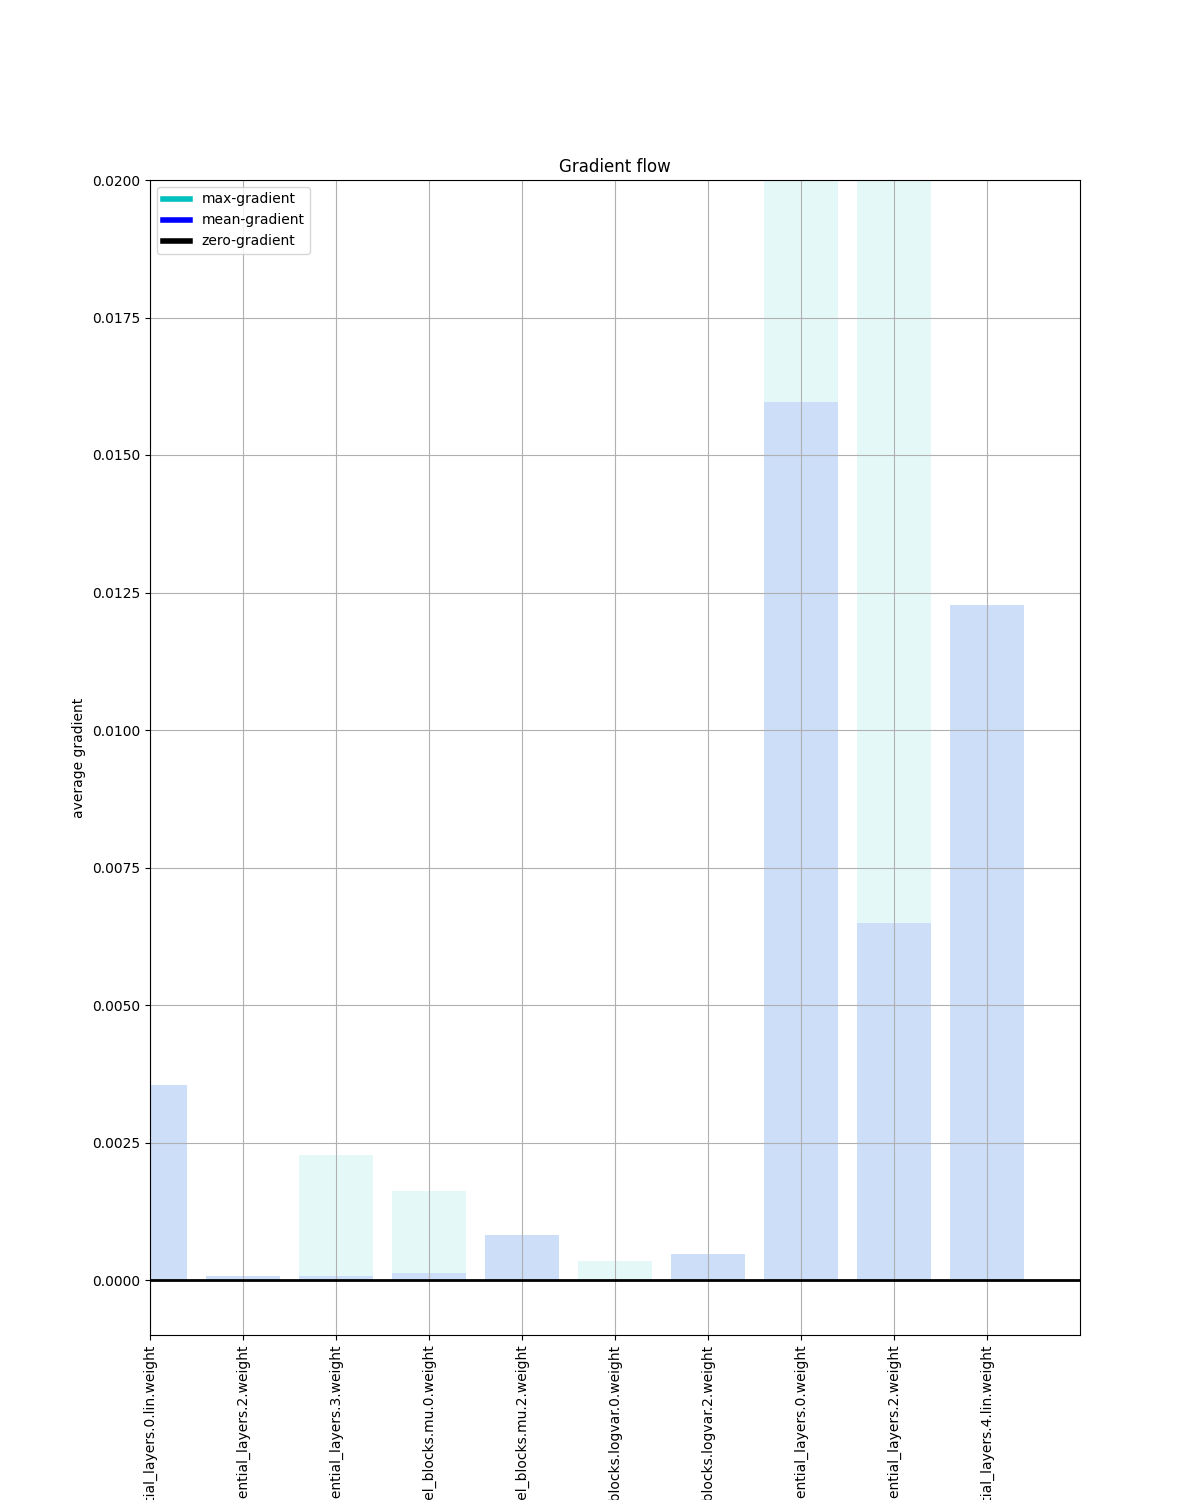 Gradient flow
max-gradient
mean-gradient
zero-gradient
0.0200
0.0175
0.0150
0.0125
0.0100
0.0075
0.0050
0.0025
0.0000
average gradient
tial_layers.0.lin.weight
ential_layers.2.weight
ential_layers.3.weight
el_blocks.mu.0.weight
el_blocks.mu.2.weight
blocks.logvar.0.weight
blocks.logvar.2.weight
ential_layers.0.weight
ential_layers.2.weight
tial_layers.4.lin.weight